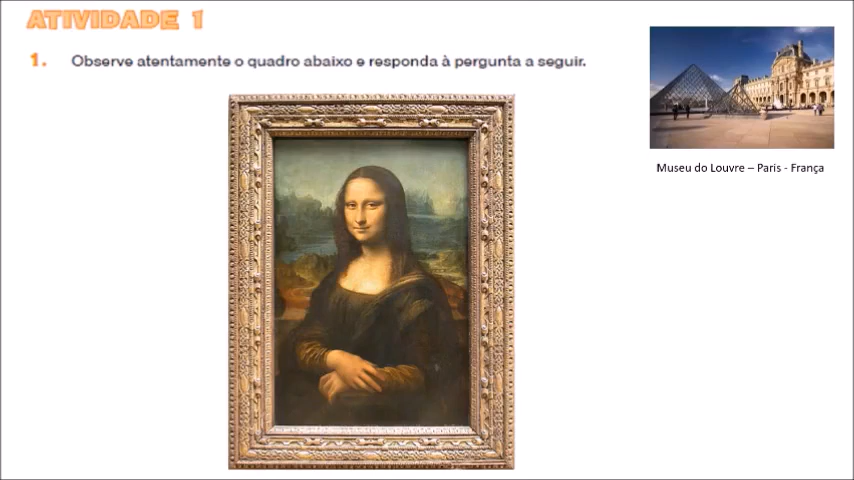 ATIVIDADE 1
1. Observe atentamente o quadro abaixo e responda à pergunta a seguir.
Museu do Louvre – Paris - França